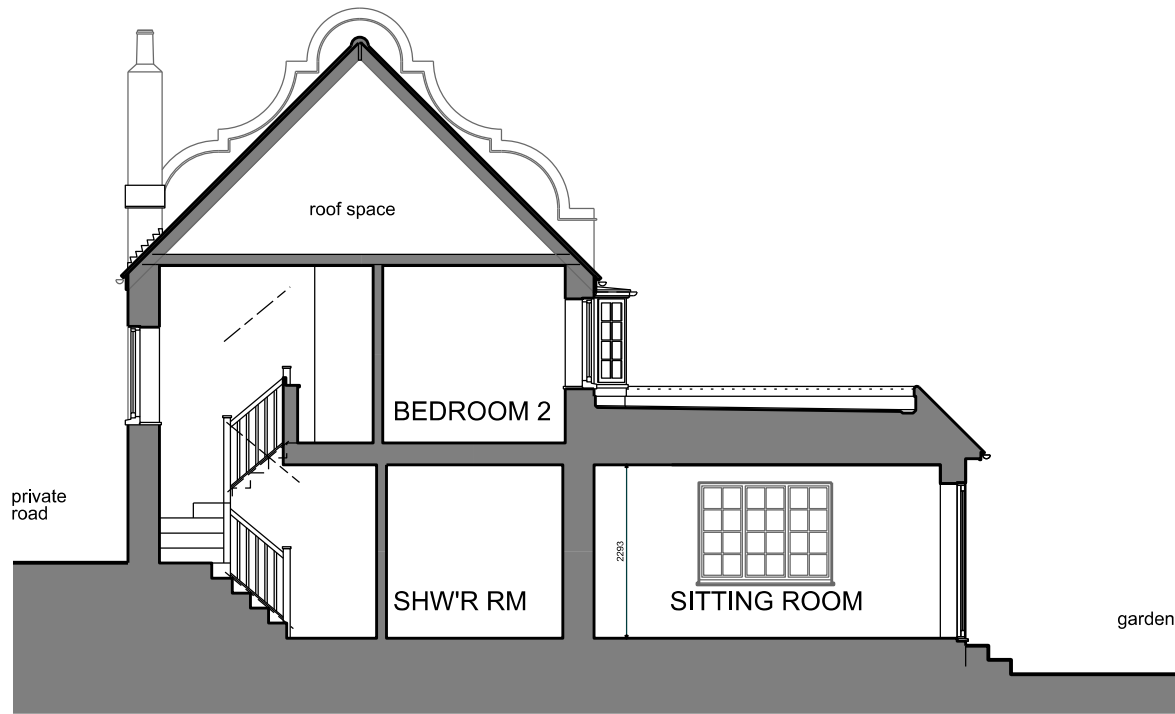 roof space
BEDROOM 2
private
road
2293
SHW'R RM
SITTING ROOM
garden